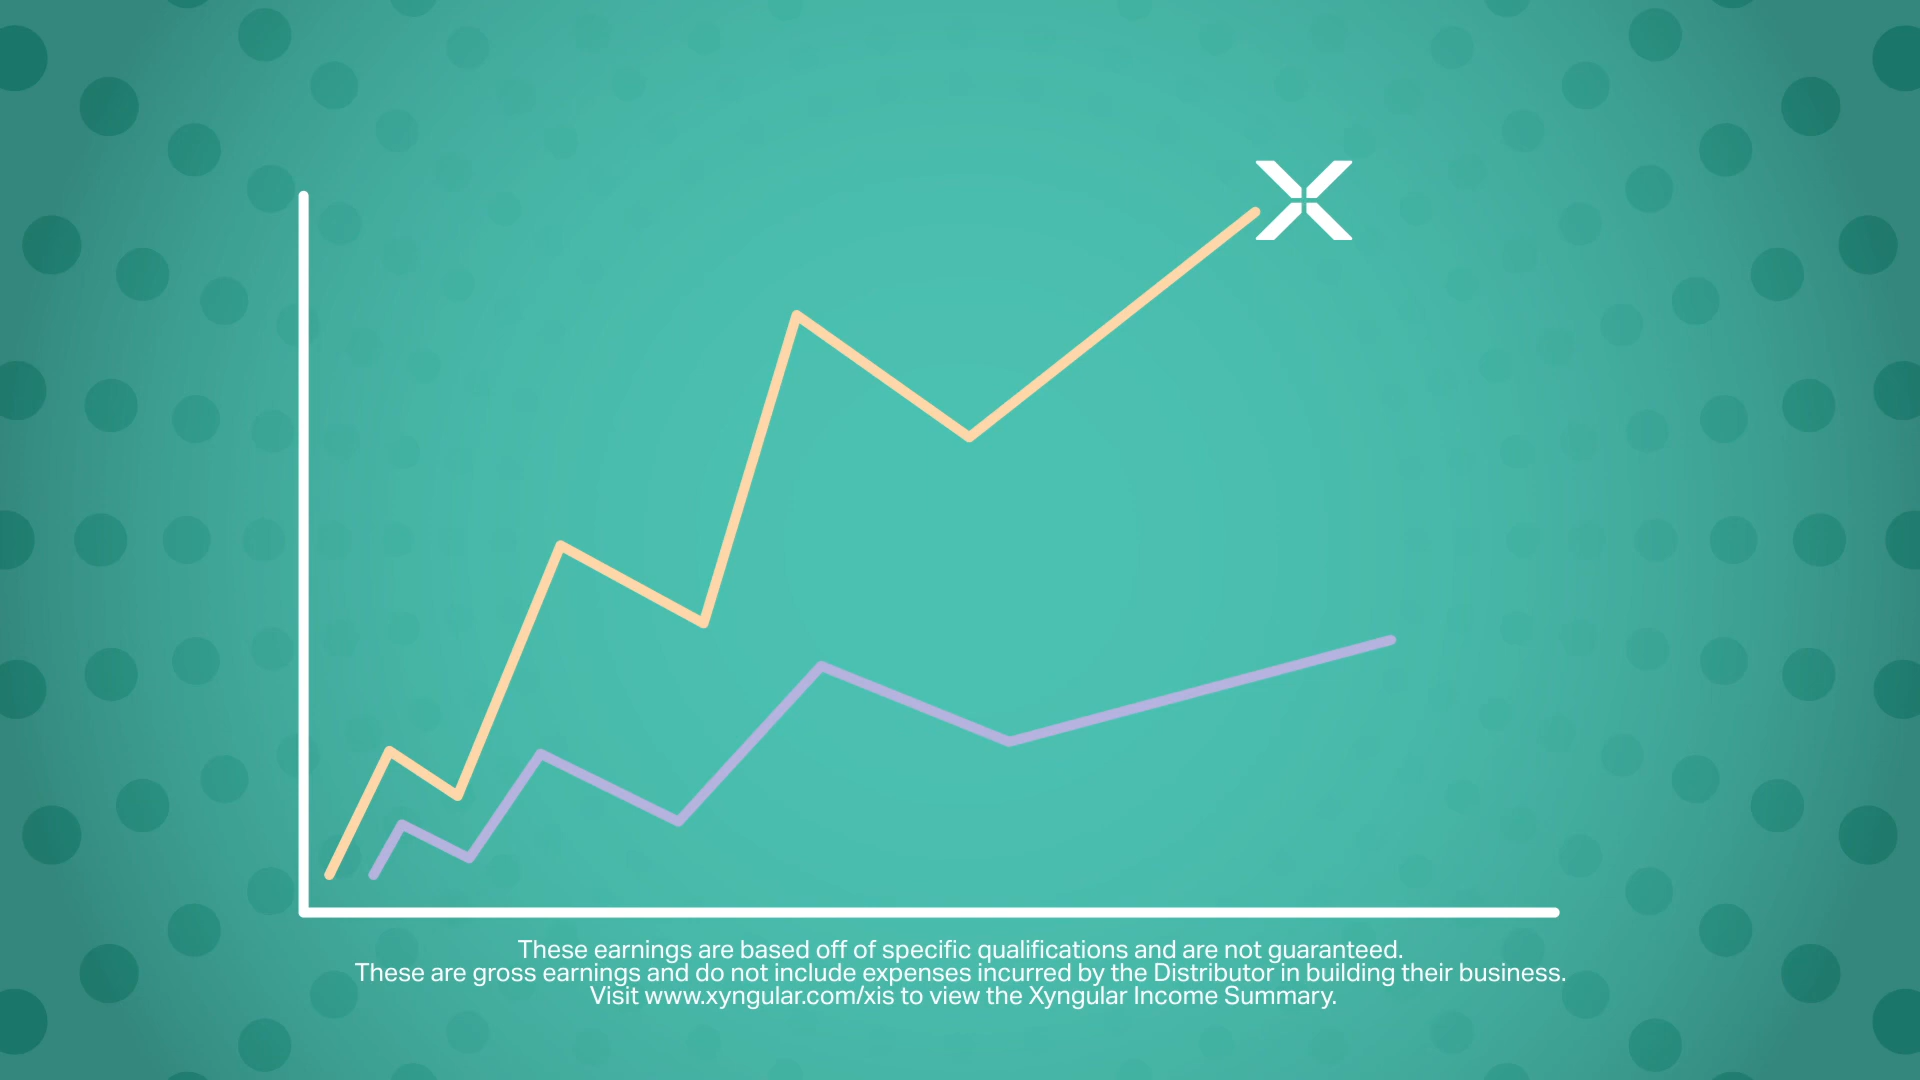 These earnings are based off of specific qualifications and are not guaranteed.
These are gross earnings and do not include expenses incurred by the Distributor in building their business.
Visit www.xyngular.com/xis to view the Xyngular Income Summary.